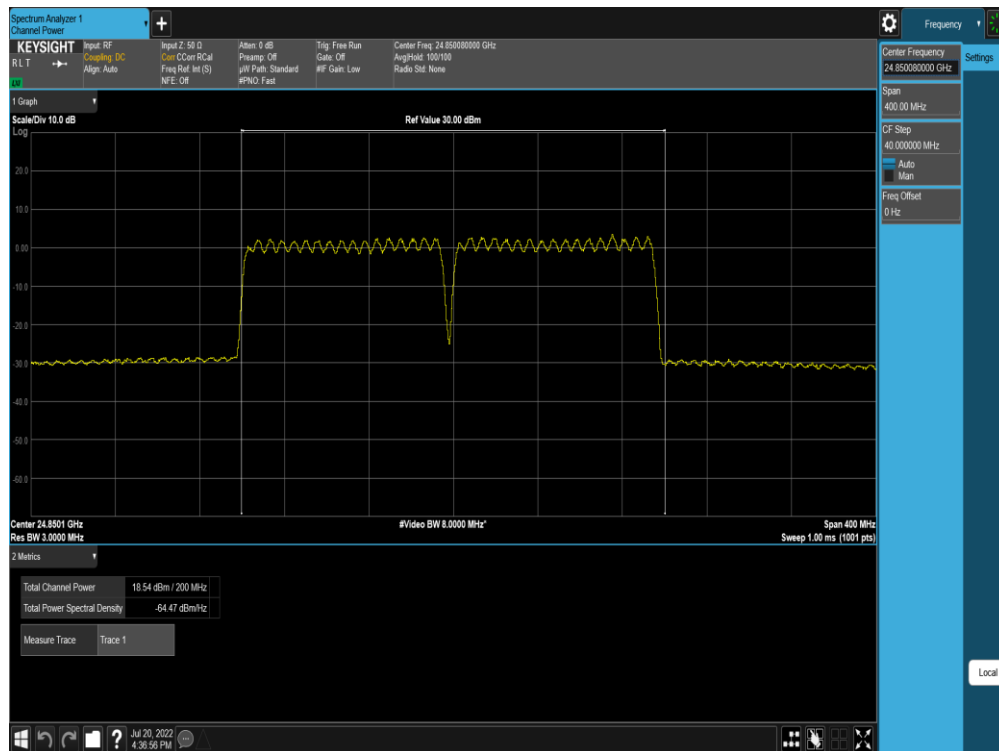 Spectrum Analyzer 1
Channel Power
+
Frequency
KEYSIGHT
RLT
LXI
Input: RF
Coupling: DC
Align: Auto
Input Z: 50 Ω
Corr CCorr RCal
Freq Ref: Int (S)
NFE: Off
Atten: 0 dB
Preamp: Off
µW Path: Standard
#PNO: Fast
Trig: Free Run
Gate: Off
#IF Gain: Low
Center Freq: 24.850080000 GHz
Avg|Hold: 100/100
Radio Std: None
Center Frequency
24.850080000 GHz
Settings
Span
400.00 MHz
CF Step
40.000000 MHz
Auto
Man
Freq Offset
0 Hz
1 Graph
Scale/Div 10.0 dB
Ref Value 30.00 dBm
Log
20.0
10.0
0.00
-10.0
-20.0
-30.0
-40.0
-50.0
-60.0
Center 24.8501 GHz
#Video BW 8.0000 MHz*
Span 400 MHz
Res BW 3.0000 MHz
Sweep 1.00 ms (1001 pts)
2 Metrics
Total Channel Power 18.54 dBm / 200 MHz
Total Power Spectral Density -64.47 dBm/Hz
Measure Trace Trace 1
Local
?
Jul 20, 2022
4:36:56 PM